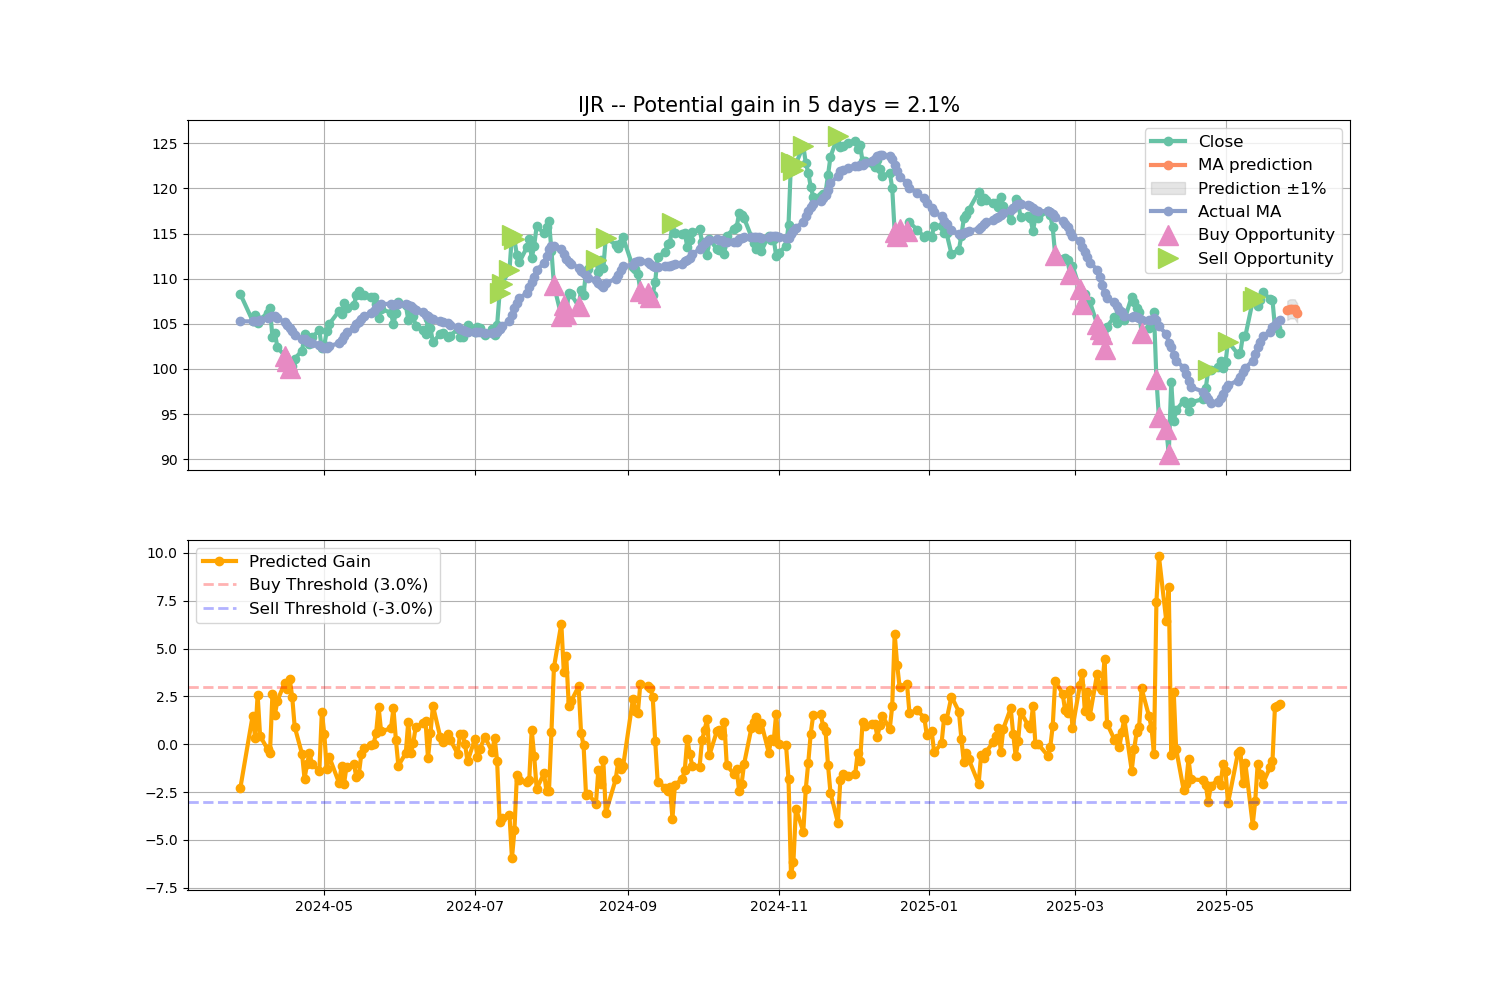 IJR -- Potential gain in 5 days = 2.1%
125
120
115
110
105
100
95
90
Close
MA prediction
Prediction ±1%
Actual MA
Buy Opportunity
Sell Opportunity
10.0
7.5
5.0
2.5
0.0
−2.5
−5.0
−7.5
Predicted Gain
Buy Threshold (3.0%)
Sell Threshold (-3.0%)
2024-05
2024-07
2024-09
2024-11
2025-01
2025-03
2025-05